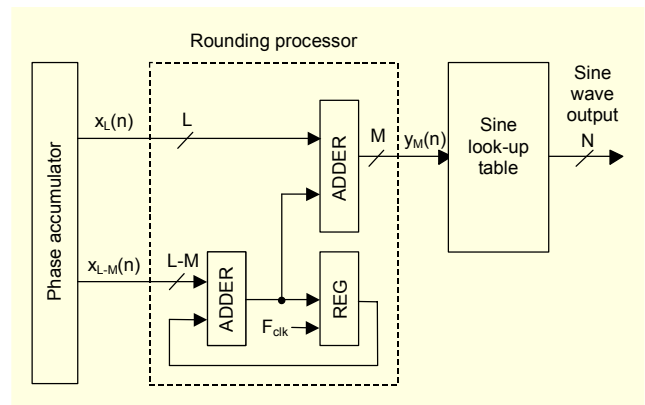 Rounding processor
Phase accumulator
x_L(n)
L
ADDER
M
y_M(n)
Sine
look-up
table
Sine
wave
output
N
x_{L-M}(n)
L-M
ADDER
REG
F_clk